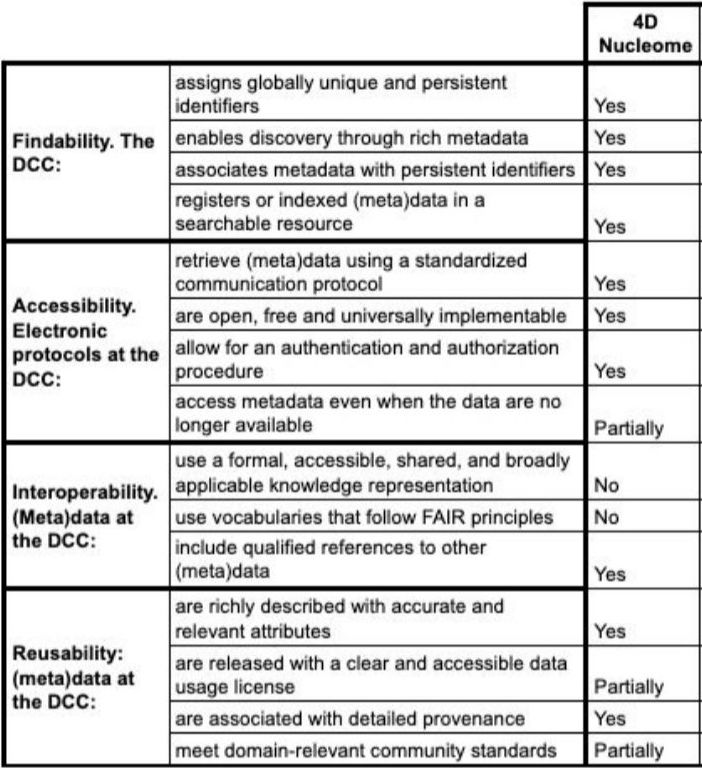 4D
Nucleome
Findability. The
DCC:
assigns globally unique and persistent
identifiers
Yes
enables discovery through rich metadata
Yes
associates metadata with persistent identifiers
Yes
registers or indexed (meta)data in a
searchable resource
Yes
Accessibility.
Electronic
protocols at the
DCC:
retrieve (meta)data using a standardized
communication protocol
Yes
are open, free and universally implementable
Yes
allow for an authentication and authorization
procedure
Yes
access metadata even when the data are no
longer available
Partially
Interoperability.
(Meta)data at
the DCC:
use a formal, accessible, shared, and broadly
applicable knowledge representation
No
use vocabularies that follow FAIR principles
No
include qualified references to other
(meta)data
Yes
Reusability:
(meta)data at
the DCC:
are richly described with accurate and
relevant attributes
Yes
are released with a clear and accessible data
usage license
Partially
are associated with detailed provenance
Yes
meet domain-relevant community standards
Partially